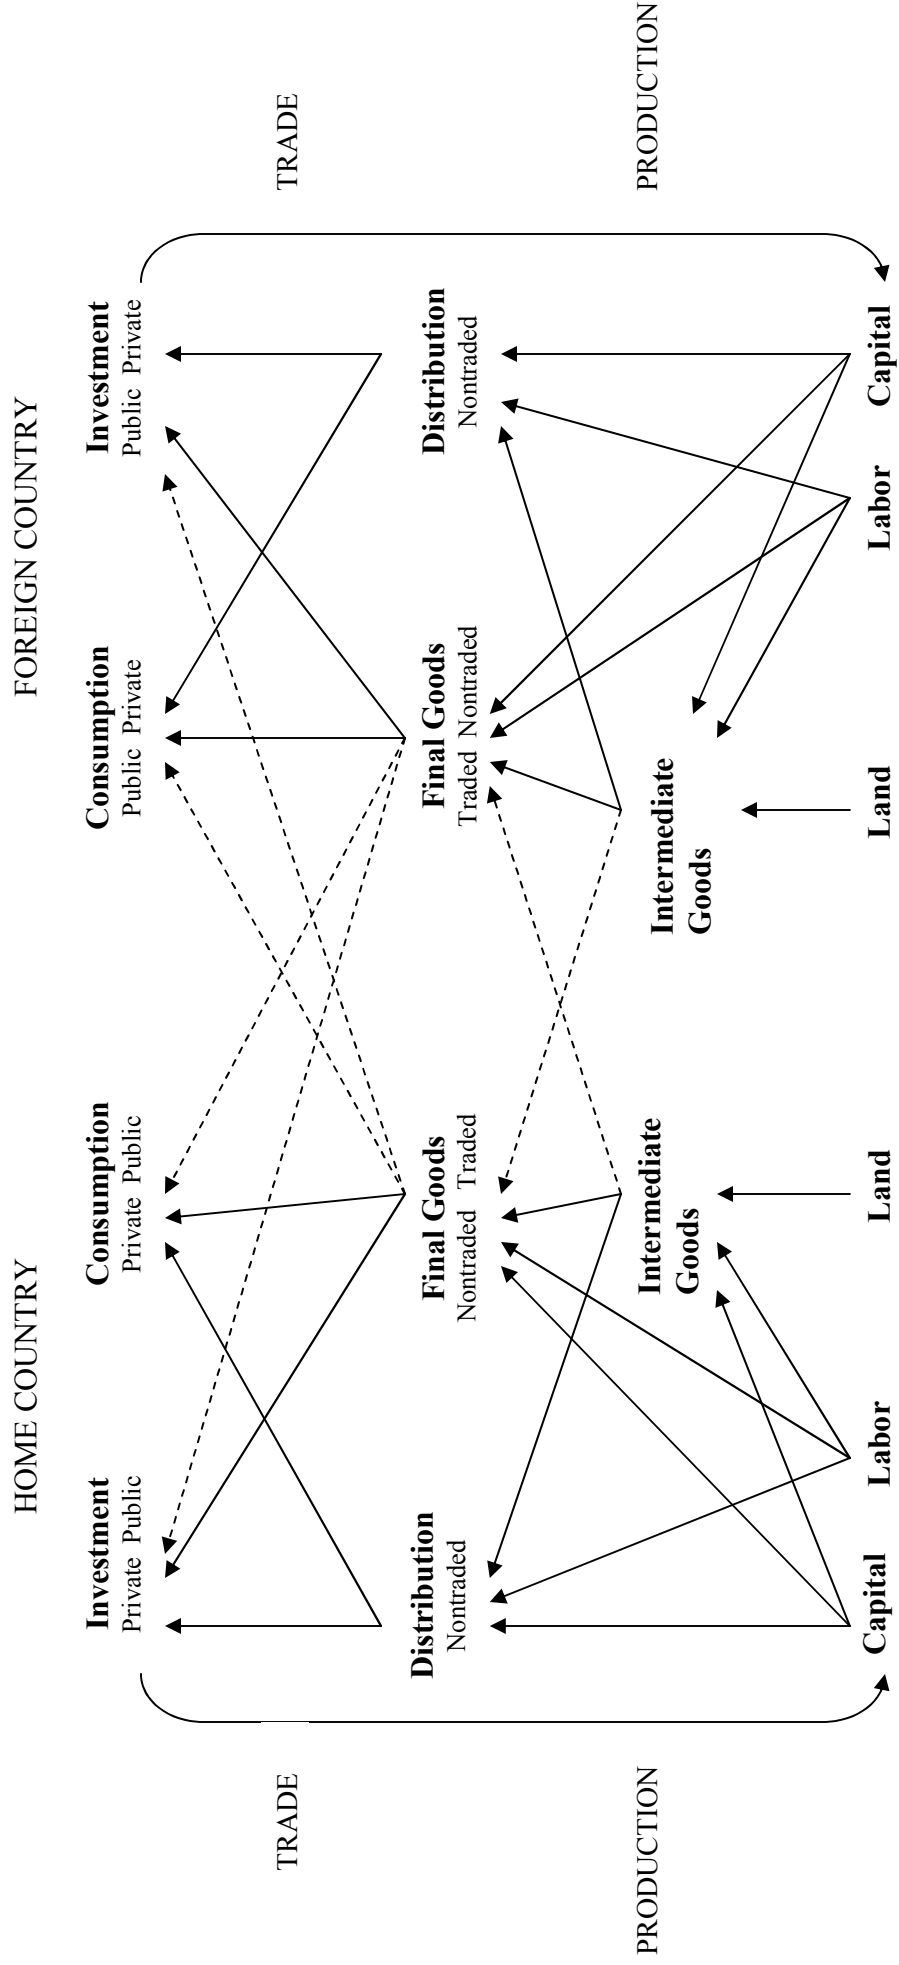 HOME COUNTRY
FOREIGN COUNTRY
Investment
Private Public
Consumption
Private Public
Consumption
Public Private
Investment
Public Private
TRADE
TRADE
Distribution
Nontraded
Final Goods
Nontraded Traded
Final Goods
Traded Nontraded
Distribution
Nontraded
PRODUCTION
PRODUCTION
Intermediate
Goods
Intermediate
Goods
Capital
Labor
Land
Land
Labor
Capital